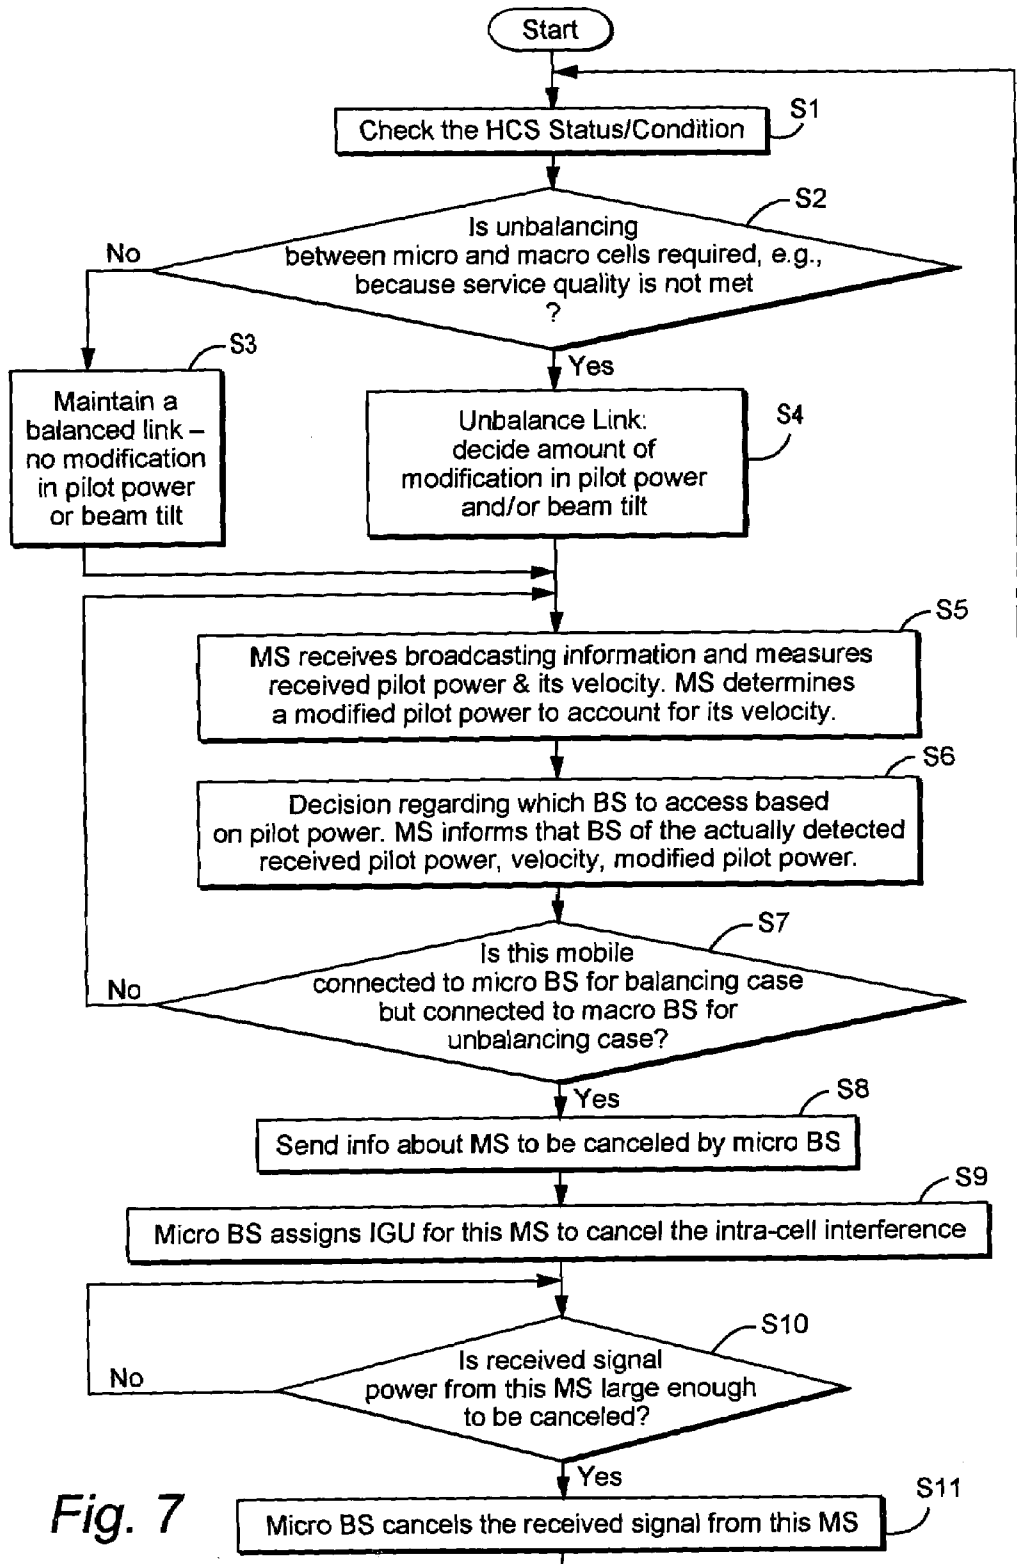 Start
S1
Check the HCS Status/Condition
S2
Is unbalancing
between micro and macro cells required, e.g.,
because service quality is not met
?
No
Yes
S3
Maintain a
balanced link –
no modification
in pilot power
or beam tilt
S4
Unbalance Link:
decide amount of
modification in pilot power
and/or beam tilt
S5
MS receives broadcasting information and measures
received pilot power & its velocity. MS determines
a modified pilot power to account for its velocity.
S6
Decision regarding which BS to access based
on pilot power. MS informs that BS of the actually detected
received pilot power, velocity, modified pilot power.
S7
Is this mobile
connected to micro BS for balancing case
but connected to macro BS for
unbalancing case?
No
Yes
S8
Send info about MS to be canceled by micro BS
S9
Micro BS assigns IGU for this MS to cancel the intra-cell interference
S10
Is received signal
power from this MS large enough
to be canceled?
No
Yes
S11
Micro BS cancels the received signal from this MS
Fig. 7